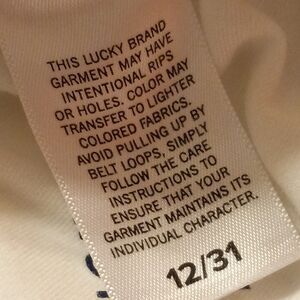 THIS LUCKY BRAND
GARMENT MAY HAVE
INTENTIONAL RIPS
OR HOLES. COLOR MAY
TRANSFER TO LIGHTER
COLORED FABRICS.
AVOID PULLING UP BY
BELT LOOPS, SIMPLY
FOLLOW THE CARE
INSTRUCTIONS TO
ENSURE THAT YOUR
GARMENT MAINTAINS ITS
INDIVIDUAL CHARACTER.
12/31